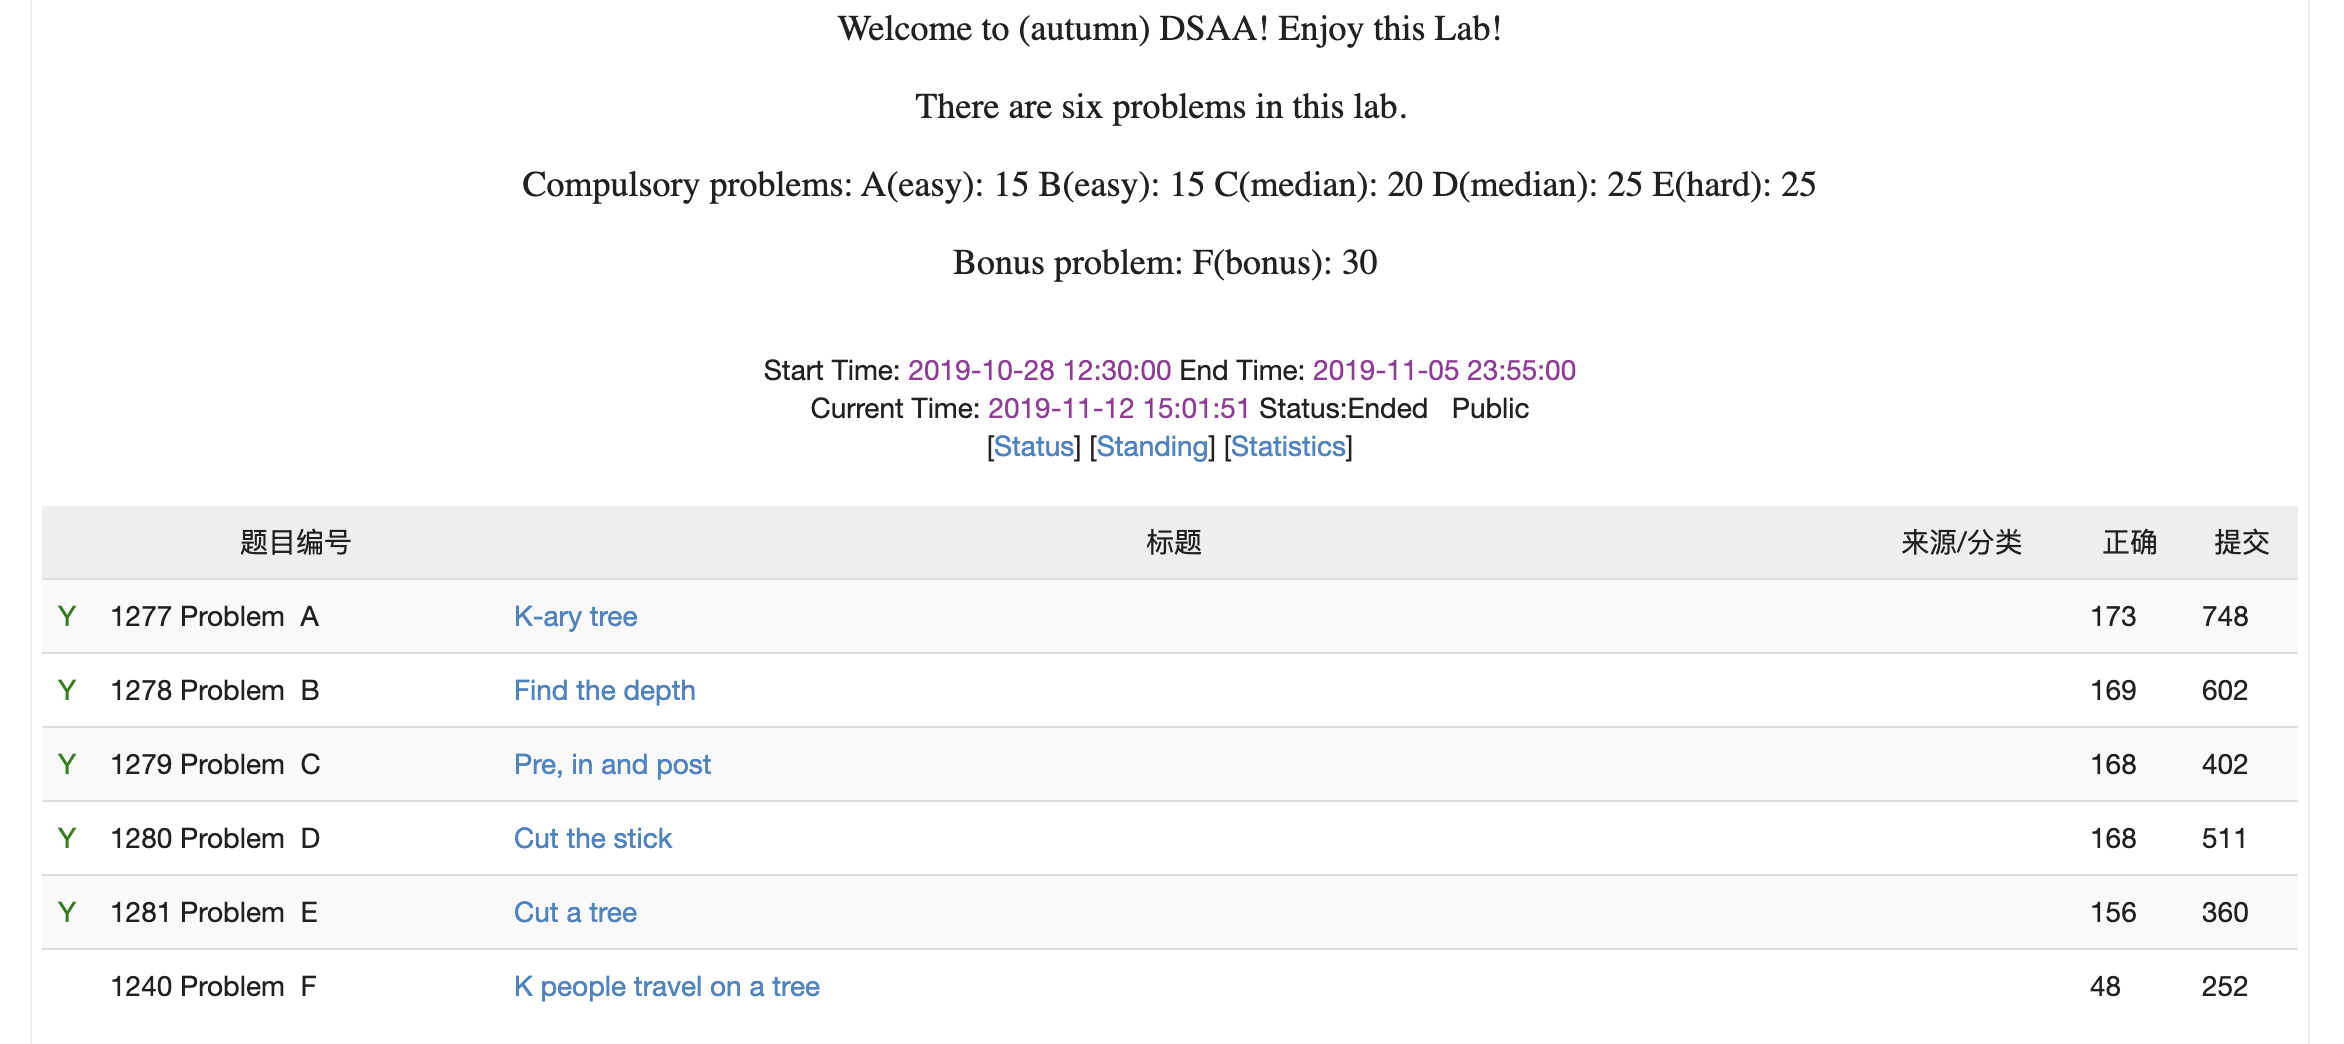 Welcome to (autumn) DSAA! Enjoy this Lab!
There are six problems in this lab.
Compulsory problems: A(easy): 15 B(easy): 15 C(median): 20 D(median): 25 E(hard): 25
Bonus problem: F(bonus): 30
Start Time: 2019-10-28 12:30:00 End Time: 2019-11-05 23:55:00
Current Time: 2019-11-12 15:01:51 Status:Ended Public
[Status] [Standing] [Statistics]
题目编号 标题 来源/分类 正确 提交
Y 1277 Problem A K-ary tree 173 748
Y 1278 Problem B Find the depth 169 602
Y 1279 Problem C Pre, in and post 168 402
Y 1280 Problem D Cut the stick 168 511
Y 1281 Problem E Cut a tree 156 360
1240 Problem F K people travel on a tree 48 252